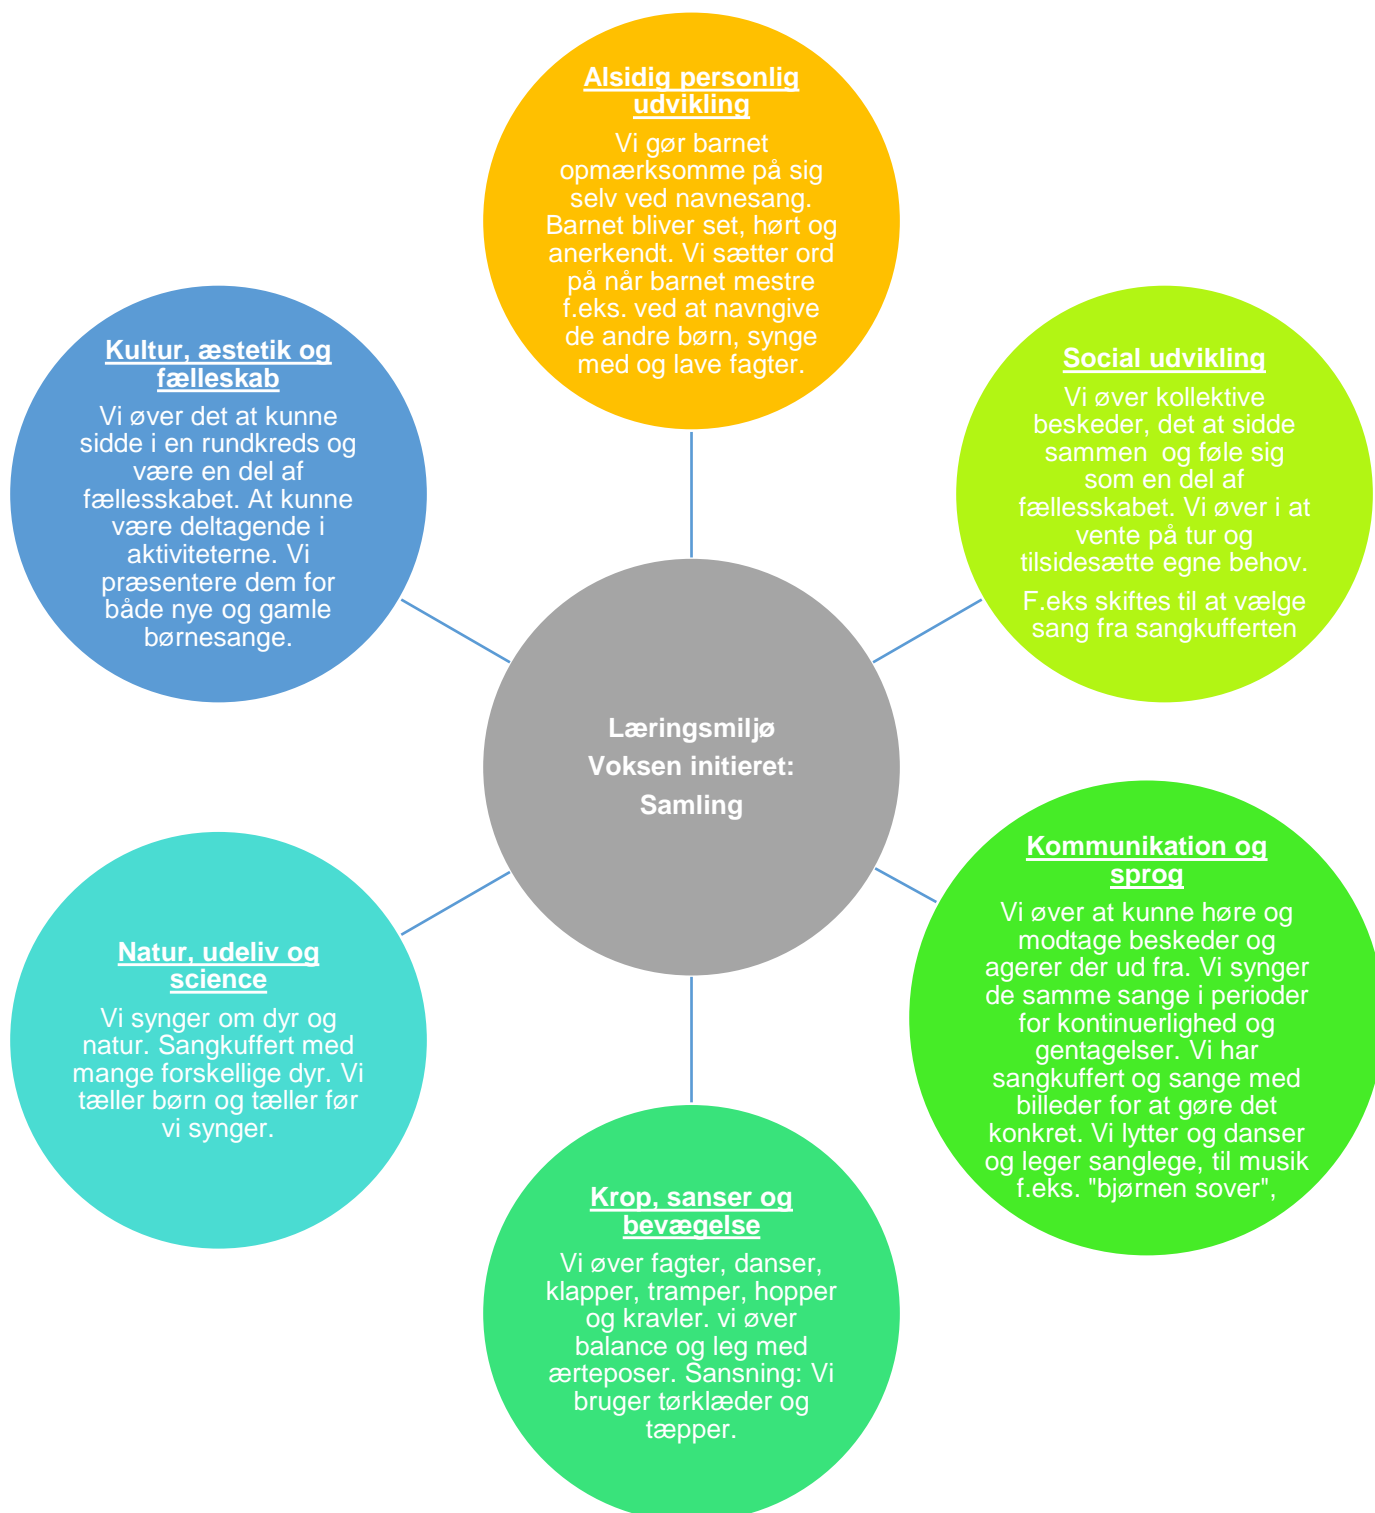 Alsidig personlig
udvikling
Vi gør barnet
opmærksomme på sig
selv ved navnesang.
Barnet bliver set, hørt og
anerkendt. Vi sætter ord
på når barnet mestre
f.eks. ved at navngive
de andre børn, synge
med og lave fagter.
Social udvikling
Vi øver kollektive
beskeder, det at sidde
sammen  og føle sig
som en del af
fællesskabet. Vi øver i at
vente på tur og
tilsidesætte egne behov.
F.eks skiftes til at vælge
sang fra sangkufferten
Kommunikation og
sprog
Vi øver at kunne høre og
modtage beskeder og
agerer der ud fra. Vi synger
de samme sange i perioder
for kontinuerlighed og
gentagelser. Vi har
sangkuffert og sange med
billeder for at gøre det
konkret. Vi lytter og danser
og leger sanglege, til musik
f.eks. "bjørnen sover",
Krop, sanser og
bevægelse
Vi øver fagter, danser,
klapper, tramper, hopper
og kravler. vi øver
balance og leg med
ærteposer. Sansning: Vi
bruger tørklæder og
tæpper.
Natur, udeliv og
science
Vi synger om dyr og
natur. Sangkuffert med
mange forskellige dyr. Vi
tæller børn og tæller før
vi synger.
Kultur, æstetik og
fælleskab
Vi øver det at kunne
sidde i en rundkreds og
være en del af
fællesskabet. At kunne
være deltagende i
aktiviteterne. Vi
præsentere dem for
både nye og gamle
børnesange.
Læringsmiljø
Voksen initieret:
Samling